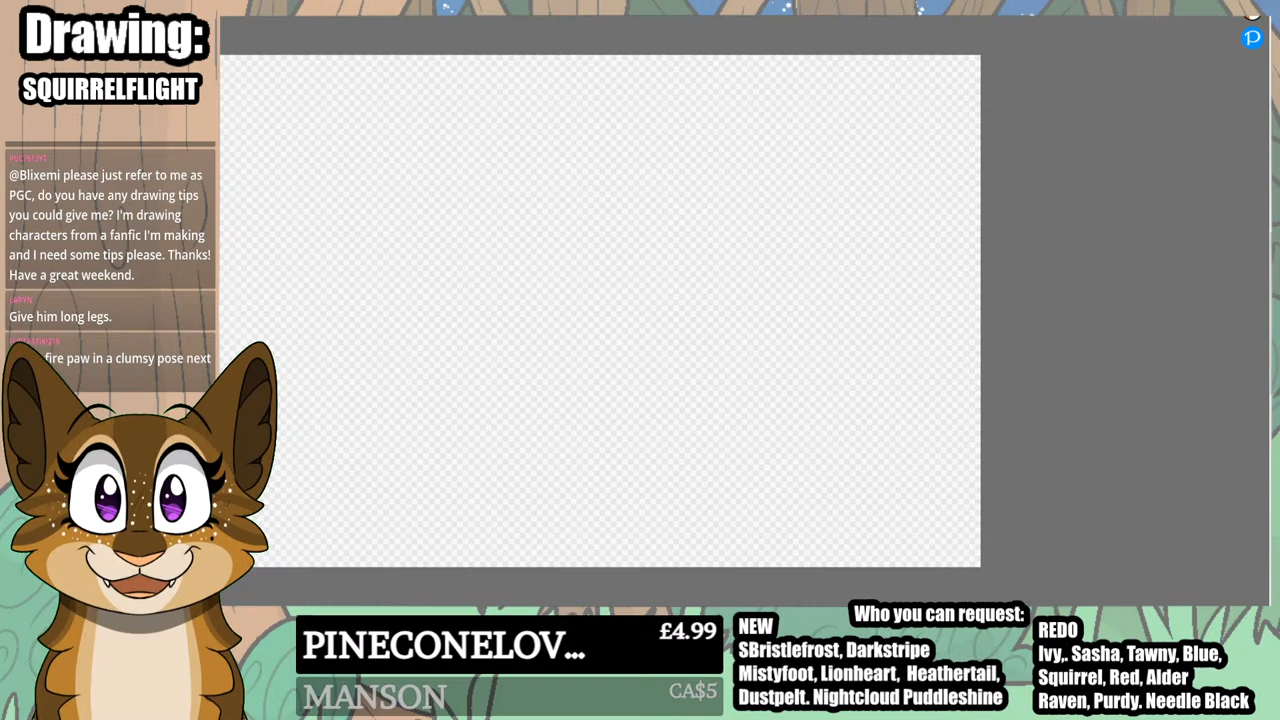 Drawing:
SQUIRRELFLIGHT
@Blixemi please just refer to me as
PGC, do you have any drawing tips
you could give me? I'm drawing
characters from a fanfic I'm making
and I need some tips please. Thanks!
Have a great weekend.
Give him long legs.
fire paw in a clumsy pose next
PINECONELOV...
£4.99
MANSON
CA$5
Who you can request:
NEW
SBristlefrost, Darkstripe
Mistyfoot, Lionheart, Heathertail,
Dustpelt. Nightcloud Puddleshine
REDO
Ivy,. Sasha, Tawny, Blue,
Squirrel, Red, Alder
Raven, Purdy. Needle Black